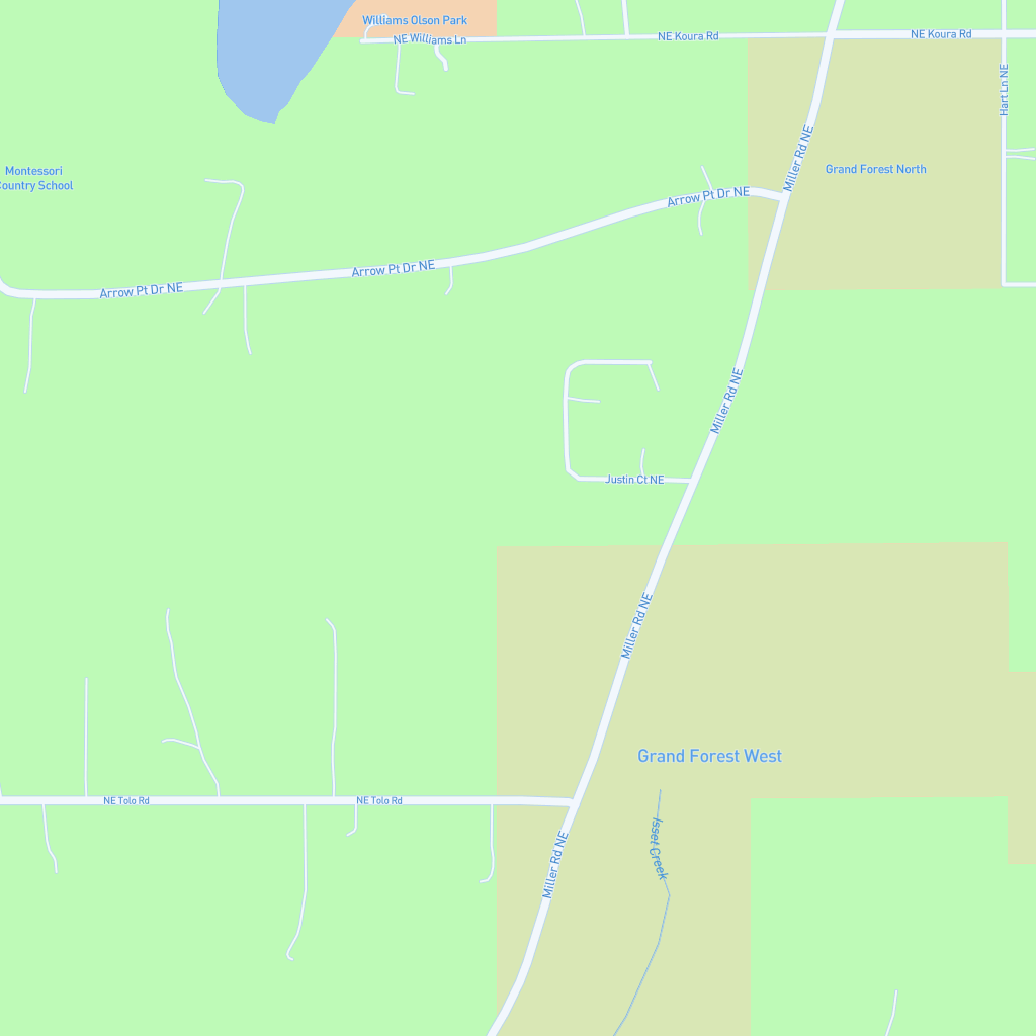 Williams Olson Park
NE Williams Ln
NE Koura Rd
NE Koura Rd
Hart Ln NE
Miller Rd NE
Grand Forest North
Montessori
Country School
Arrow Pt Dr NE
Arrow Pt Dr NE
Arrow Pt Dr NE
Miller Rd NE
Justin Ct NE
Miller Rd NE
Grand Forest West
NE Tolo Rd
NE Tolo Rd
Isset Creek
Miller Rd NE